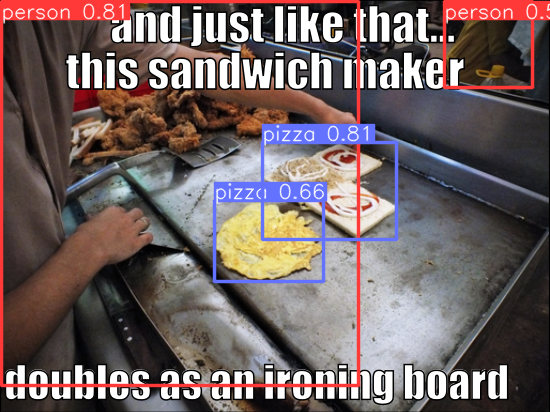 person 0.81
person 0.5
and just like that...
this sandwich maker
pizza 0.81
pizza 0.66
doubles as an ironing board